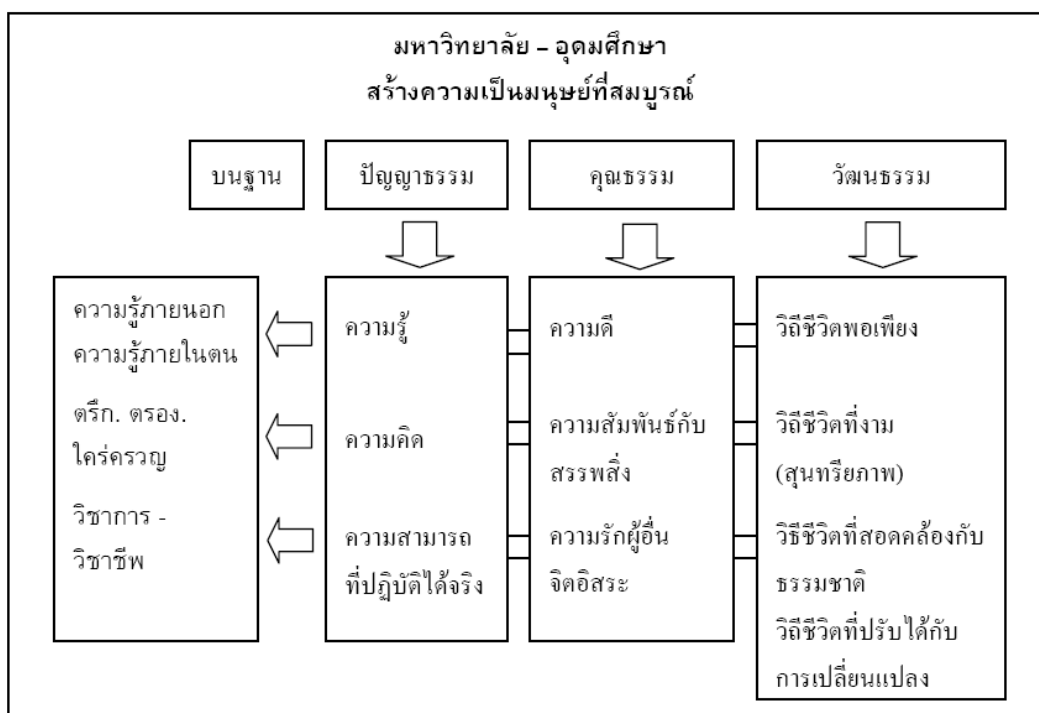 มหาวิทยาลัย – อุดมศึกษา
สร้างความเป็นมนุษย์ที่สมบูรณ์
บนฐาน
ปัญญาธรรม
คุณธรรม
วัฒนธรรม
ความรู้ภายนอก
ความรู้ภายในตน
ตรึก. ตรอง.
ใคร่ครวญ
วิชาการ -
วิชาชีพ
ความรู้
ความคิด
ความสามารถ
ที่ปฏิบัติได้จริง
ความดี
ความสัมพันธ์กับ
สรรพสิ่ง
ความรักผู้อื่น
จิตอิสระ
วิถีชีวิตพอเพียง
วิถีชีวิตที่งาม
(สุนทรียภาพ)
วิธีชีวิตที่สอดคล้องกับ
ธรรมชาติ
วิถีชีวิตที่ปรับได้กับ
การเปลี่ยนแปลง